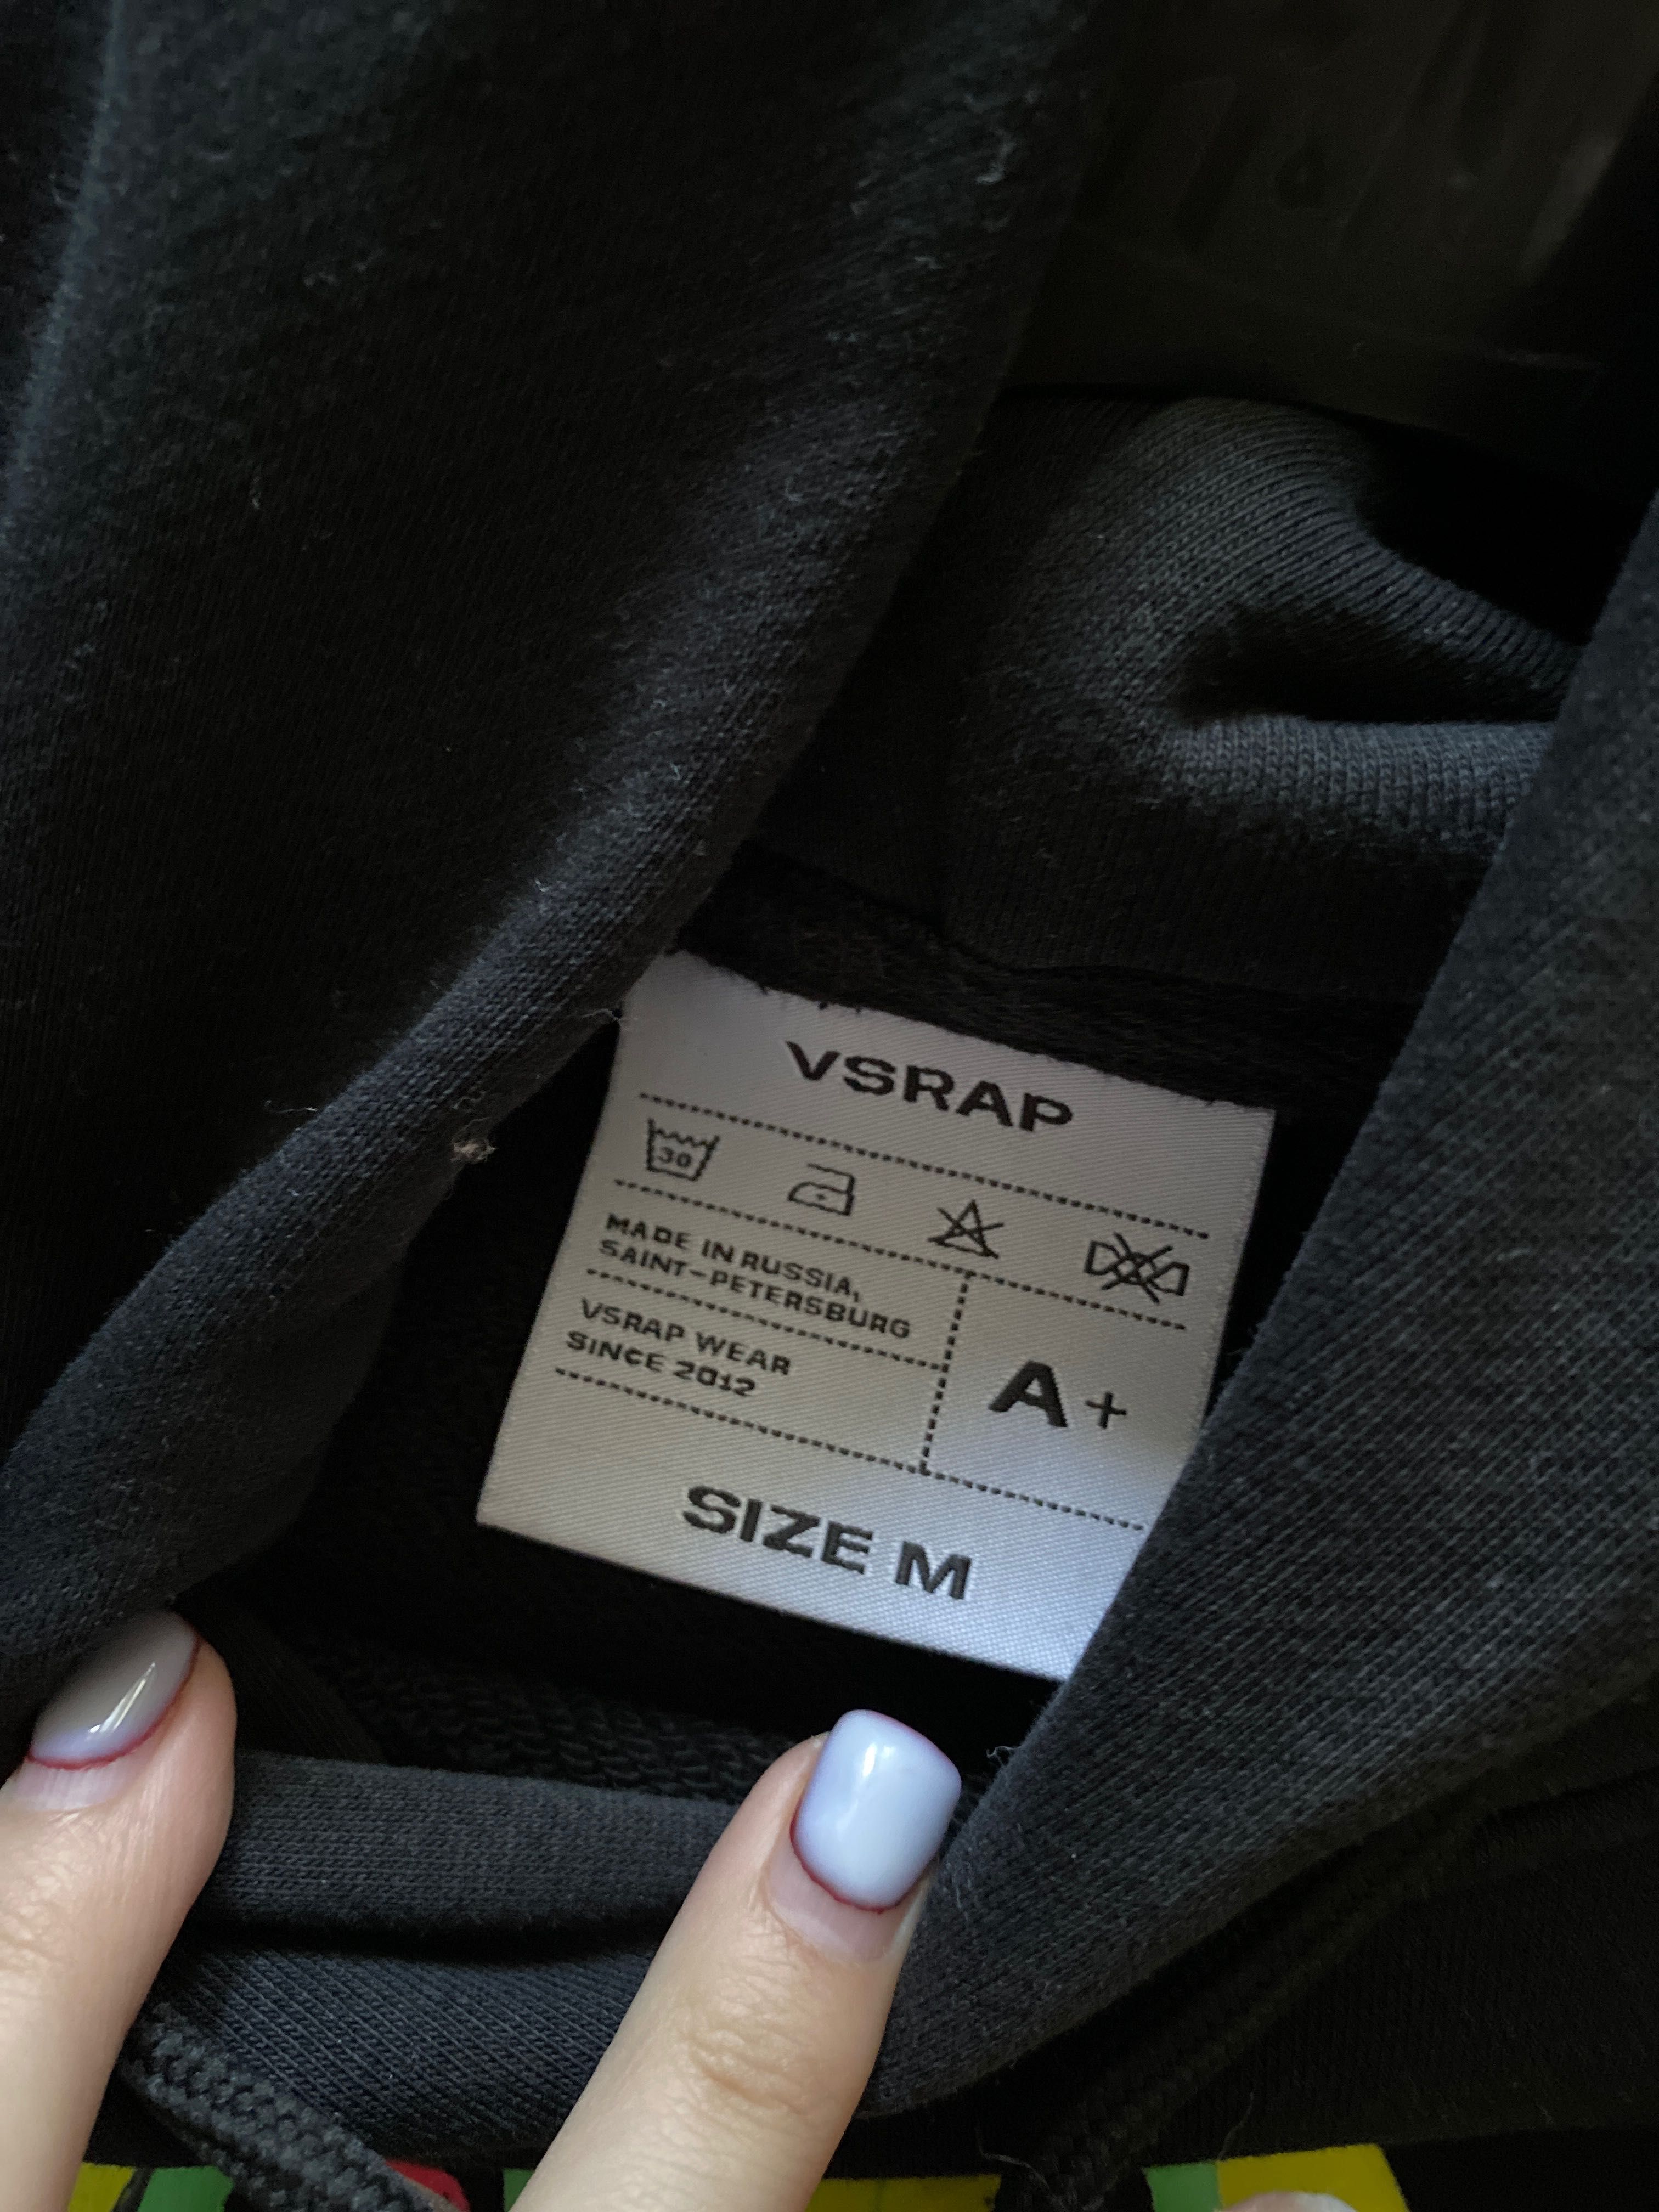 VSRAP
30
MADE IN RUSSIA,
SAINT-PETERSBURG
VSRAP WEAR
SINCE 2012
A+
SIZE M